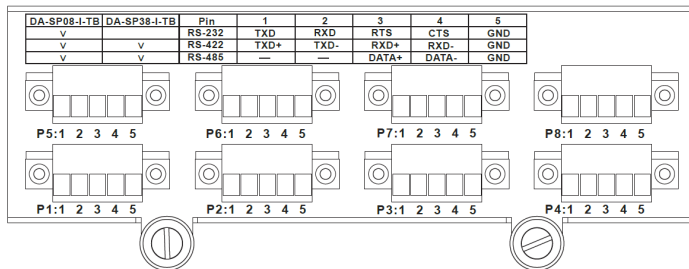 DA-SP08-I-TB DA-SP38-I-TB Pin 1 2 3 4 5
V RS-232 TXD RXD RTS CTS GND
V V RS-422 TXD+ TXD- RXD+ RXD- GND
V V RS-485 — — DATA+ DATA- GND
P5:1 2 3 4 5 P6:1 2 3 4 5 P7:1 2 3 4 5 P8:1 2 3 4 5
P1:1 2 3 4 5 P2:1 2 3 4 5 P3:1 2 3 4 5 P4:1 2 3 4 5